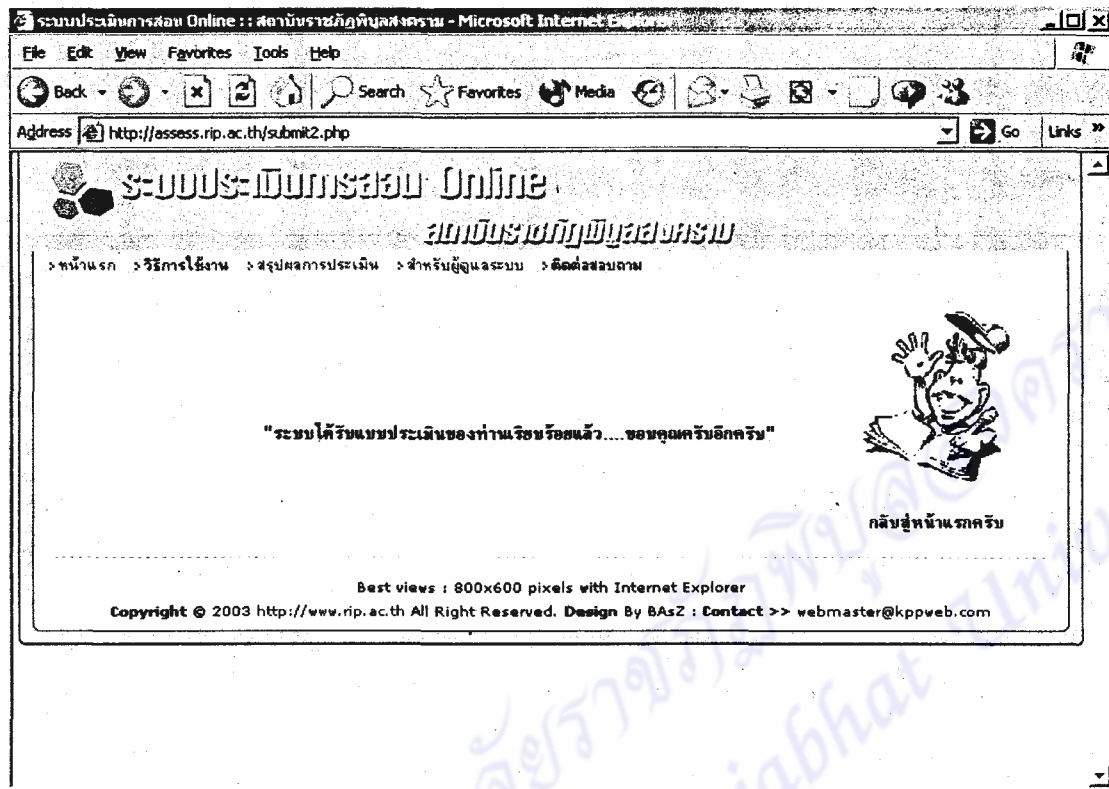 ระบบประเมินการสอน Online : : สถาบันราชภัฏพิบูลสงคราม - Microsoft Internet Explorer
File Edit View Favorites Tools Help
Back Search Favorites Media
Address http://assess.rip.ac.th/submit2.php Go Links »
ระบบประเมินการสอน Online
สถาบันราชภัฏพิบูลสงคราม
>หน้าแรก >วิธีการใช้งาน >สรุปผลการประเมิน >สำหรับผู้ดูแลระบบ >ติดต่อสอบถาม
"ระบบได้รับแบบประเมินของท่านเรียบร้อยแล้ว....ขอบคุณครับอีกครับ"
กลับสู่หน้าแรกครับ
Best views : 800x600 pixels with Internet Explorer
Copyright © 2003 http://www.rip.ac.th All Right Reserved. Design By BAsZ : Contact >> webmaster@kppweb.com